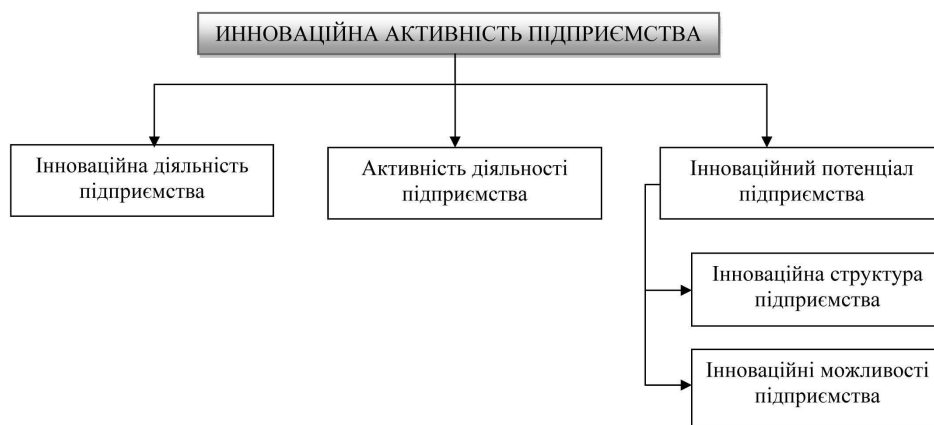 ИННОВАЦІЙНА АКТИВНІСТЬ ПІДПРИЄМСТВА
Інноваційна діяльність
підприємства
Активність діяльності
підприємства
Інноваційний потенціал
підприємства
Інноваційна структура
підприємства
Інноваційні можливості
підприємства